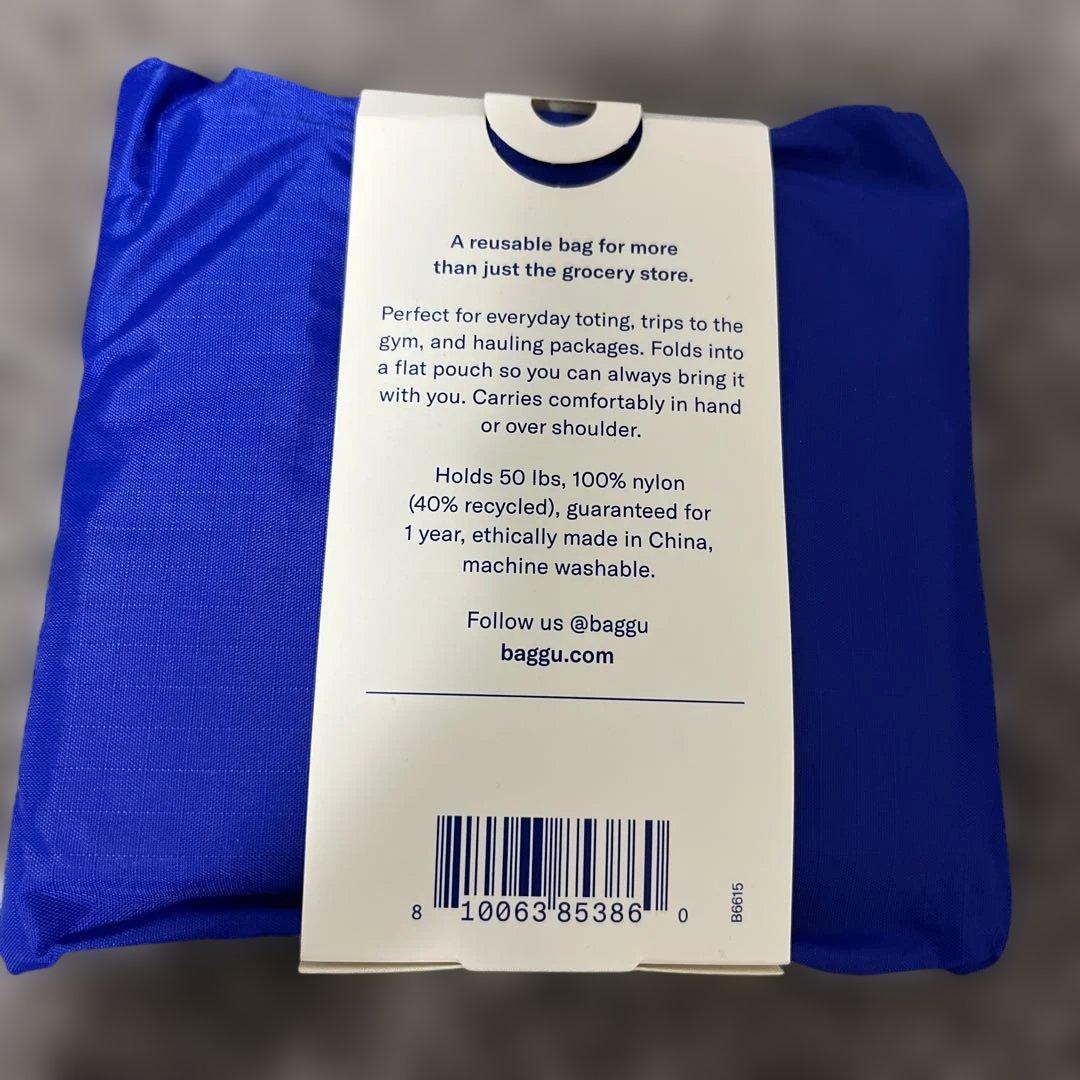 A reusable bag for more
than just the grocery store.
Perfect for everyday toting, trips to the
gym, and hauling packages. Folds into
a flat pouch so you can always bring it
with you. Carries comfortably in hand
or over shoulder.
Holds 50 lbs, 100% nylon
(40% recycled), guaranteed for
1 year, ethically made in China,
machine washable.
Follow us @baggu
baggu.com
8 10063 85386 0
B6615